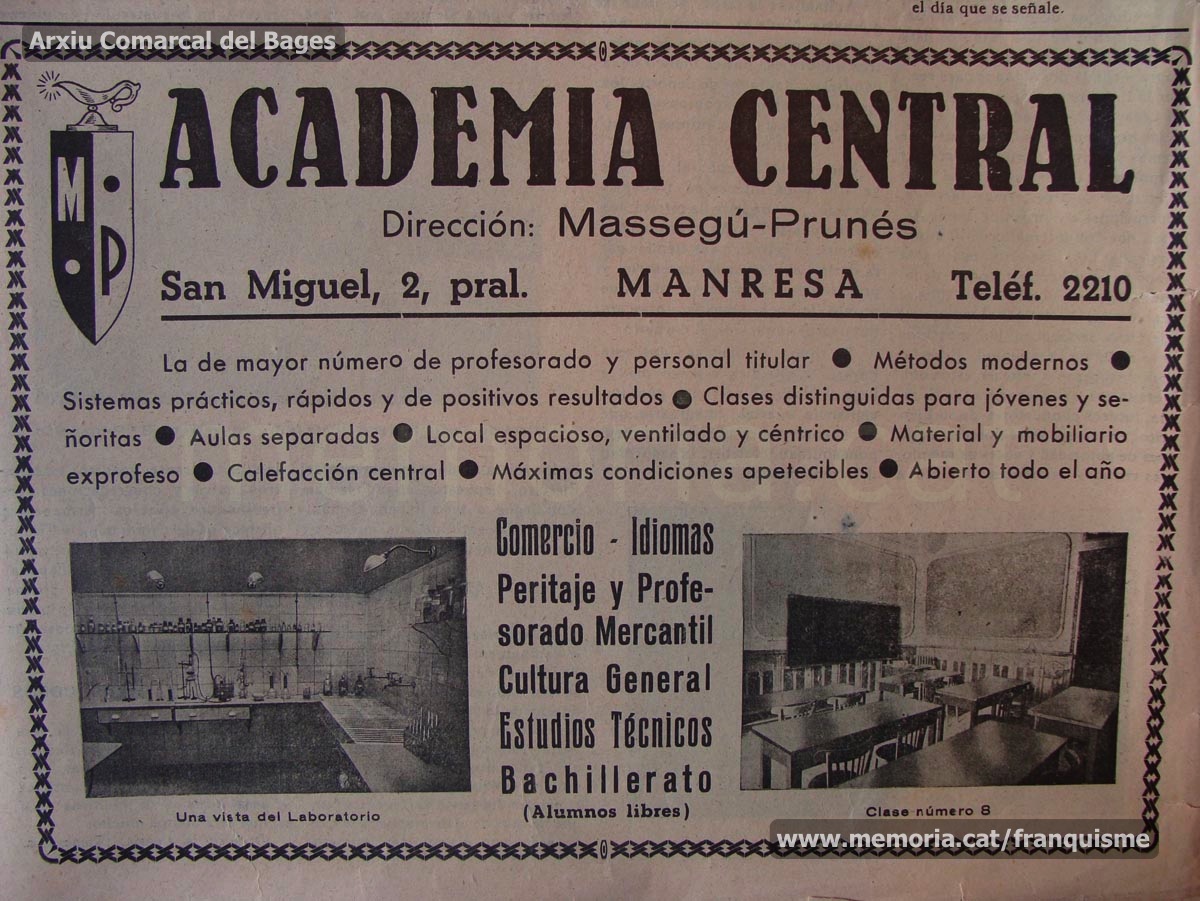 el día que se señale.
Arxiu Comarcal del Bages
ACADEMIA CENTRAL
M P
Dirección: Massegú-Prunés
San Miguel, 2, pral. MANRESA Teléf. 2210
La de mayor número de profesorado y personal titular ● Métodos modernos ●
Sistemas prácticos, rápidos y de positivos resultados ● Clases distinguidas para jóvenes y se-
ñoritas ● Aulas separadas ● Local espacioso, ventilado y céntrico ● Material y mobiliario
exprofeso ● Calefacción central ● Máximas condiciones apetecibles ● Abierto todo el año
memoria.cat
Comercio - Idiomas
Peritaje y Profe-
sorado Mercantil
Cultura General
Estudios Técnicos
Bachillerato
(Alumnos libres)
Una vista del Laboratorio
Clase número 8
www.memoria.cat/franquisme